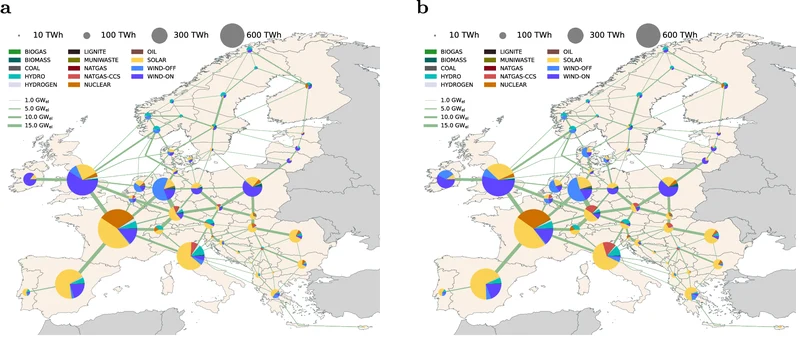 a
10 TWh 100 TWh 300 TWh 600 TWh
BIOGAS LIGNITE OIL
BIOMASS MUNIWASTE SOLAR
COAL NATGAS WIND-OFF
HYDRO NATGAS-CCS WIND-ON
HYDROGEN NUCLEAR
1.0 GWel
5.0 GWel
10.0 GWel
15.0 GWel
b
10 TWh 100 TWh 300 TWh 600 TWh
BIOGAS LIGNITE OIL
BIOMASS MUNIWASTE SOLAR
COAL NATGAS WIND-OFF
HYDRO NATGAS-CCS WIND-ON
HYDROGEN NUCLEAR
1.0 GWel
5.0 GWel
10.0 GWel
15.0 GWel